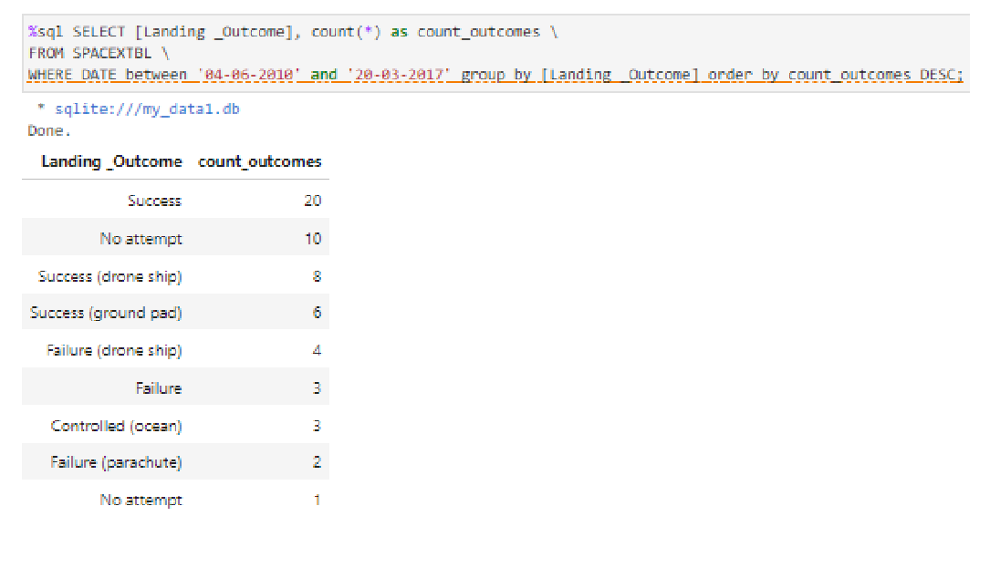 %sql SELECT [Landing _Outcome], count(*) as count_outcomes \
FROM SPACEXTBL \
WHERE DATE between '04-06-2010' and '20-03-2017' group by [Landing _Outcome] order by count_outcomes DESC;
* sqlite:///my_data1.db
Done.
Landing _Outcome count_outcomes
Success 20
No attempt 10
Success (drone ship) 8
Success (ground pad) 6
Failure (drone ship) 4
Failure 3
Controlled (ocean) 3
Failure (parachute) 2
No attempt 1